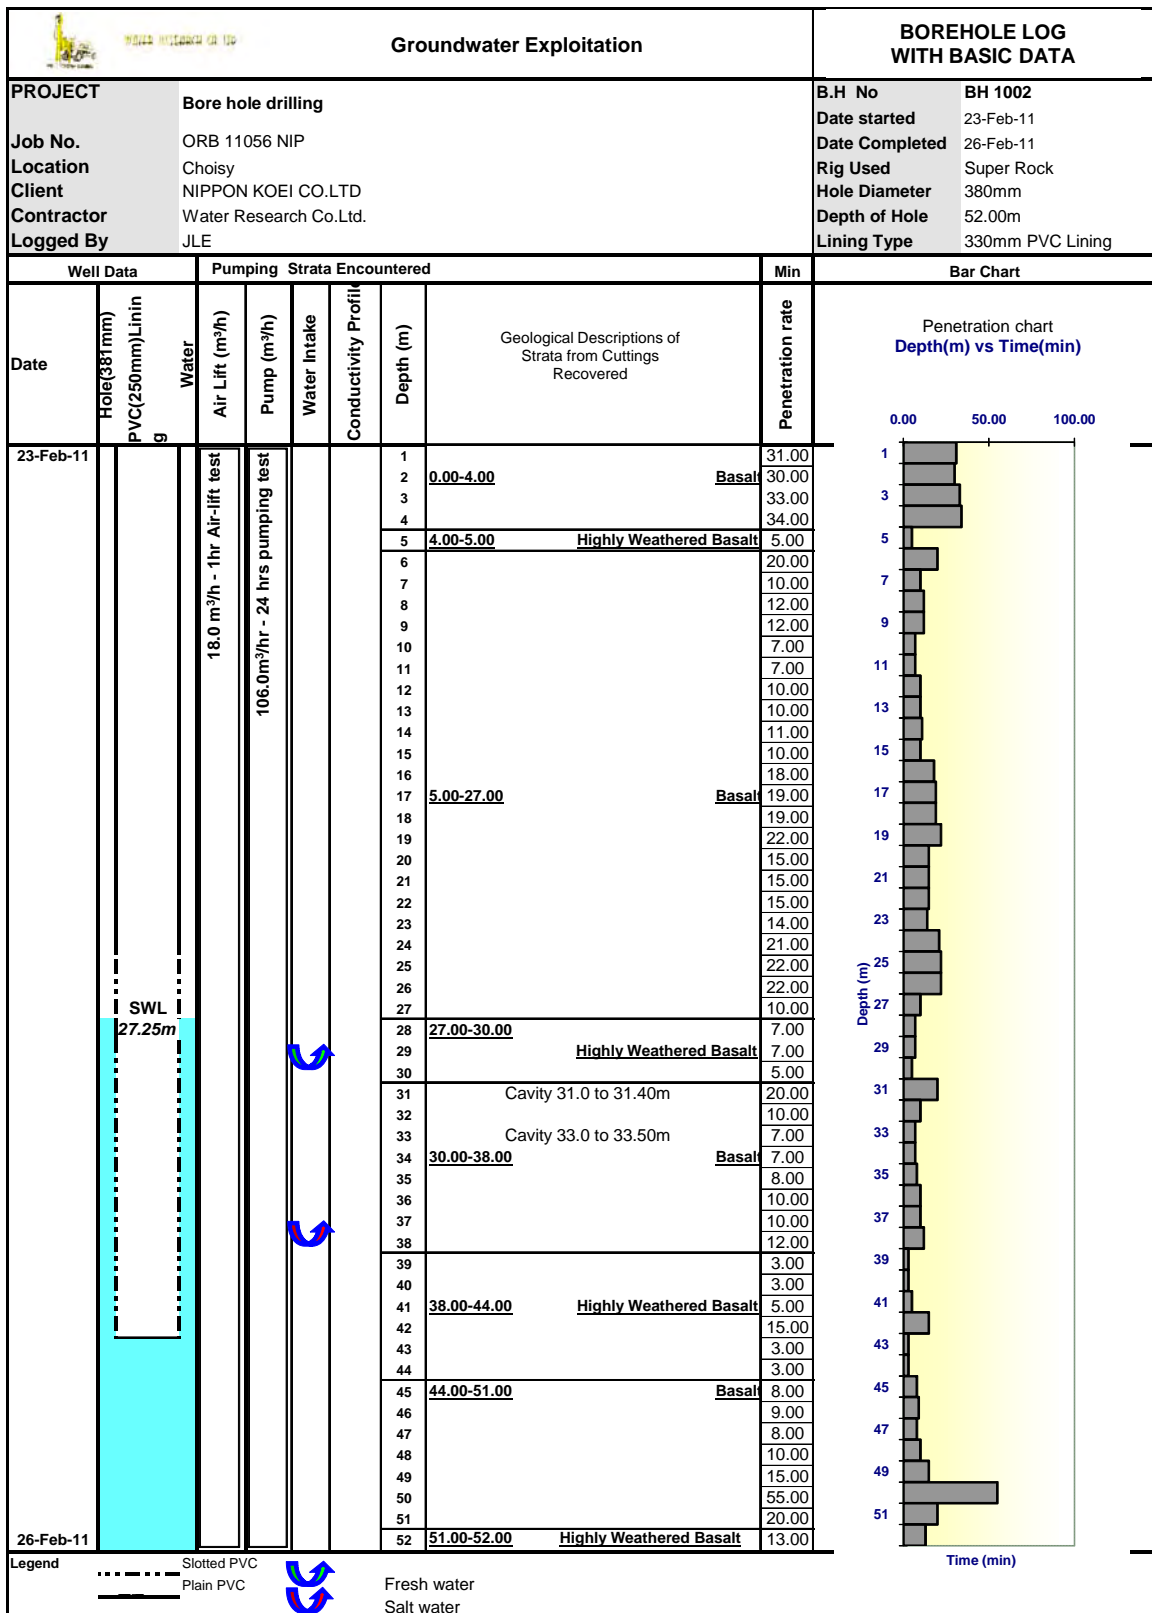 WATER RESEARCH CO LTD
Groundwater Exploitation
BOREHOLE LOG
WITH BASIC DATA
PROJECT Bore hole drilling
Job No. ORB 11056 NIP
Location Choisy
Client NIPPON KOEI CO.LTD
Contractor Water Research Co.Ltd.
Logged By JLE
B.H No BH 1002
Date started 23-Feb-11
Date Completed 26-Feb-11
Rig Used Super Rock
Hole Diameter 380mm
Depth of Hole 52.00m
Lining Type 330mm PVC Lining
Well Data Pumping Strata Encountered Min Bar Chart
Date
Hole(381mm)
PVC(250mm)Linin
g
Water
Air Lift (m³/h)
Pump (m³/h)
Water Intake
Conductivity Profile
Depth (m)
Geological Descriptions of
Strata from Cuttings
Recovered
Penetration rate
Penetration chart
Depth(m) vs Time(min)
0.00 50.00 100.00
23-Feb-11
18.0 m³/h - 1hr Air-lift test
106.0m³/hr - 24 hrs pumping test
1 31.00
2 0.00-4.00 Basalt 30.00
3 33.00
4 34.00
5 4.00-5.00 Highly Weathered Basalt 5.00
6 20.00
7 10.00
8 12.00
9 12.00
10 7.00
11 7.00
12 10.00
13 10.00
14 11.00
15 10.00
16 18.00
17 5.00-27.00 Basalt 19.00
18 19.00
19 22.00
20 15.00
21 15.00
22 15.00
23 14.00
24 21.00
25 22.00
26 22.00
27 10.00
SWL
27.25m
28 27.00-30.00 7.00
29 Highly Weathered Basalt 7.00
30 5.00
31 Cavity 31.0 to 31.40m 20.00
32 10.00
33 Cavity 33.0 to 33.50m 7.00
34 30.00-38.00 Basalt 7.00
35 8.00
36 10.00
37 10.00
38 12.00
39 3.00
40 3.00
41 38.00-44.00 Highly Weathered Basalt 5.00
42 15.00
43 3.00
44 3.00
45 44.00-51.00 Basalt 8.00
46 9.00
47 8.00
48 10.00
49 15.00
50 55.00
51 20.00
26-Feb-11 52 51.00-52.00 Highly Weathered Basalt 13.00
1
3
5
7
9
11
13
15
17
19
21
23
25
27
29
31
33
35
37
39
41
43
45
47
49
51
Depth (m)
Time (min)
Legend
Slotted PVC
Plain PVC
Fresh water
Salt water